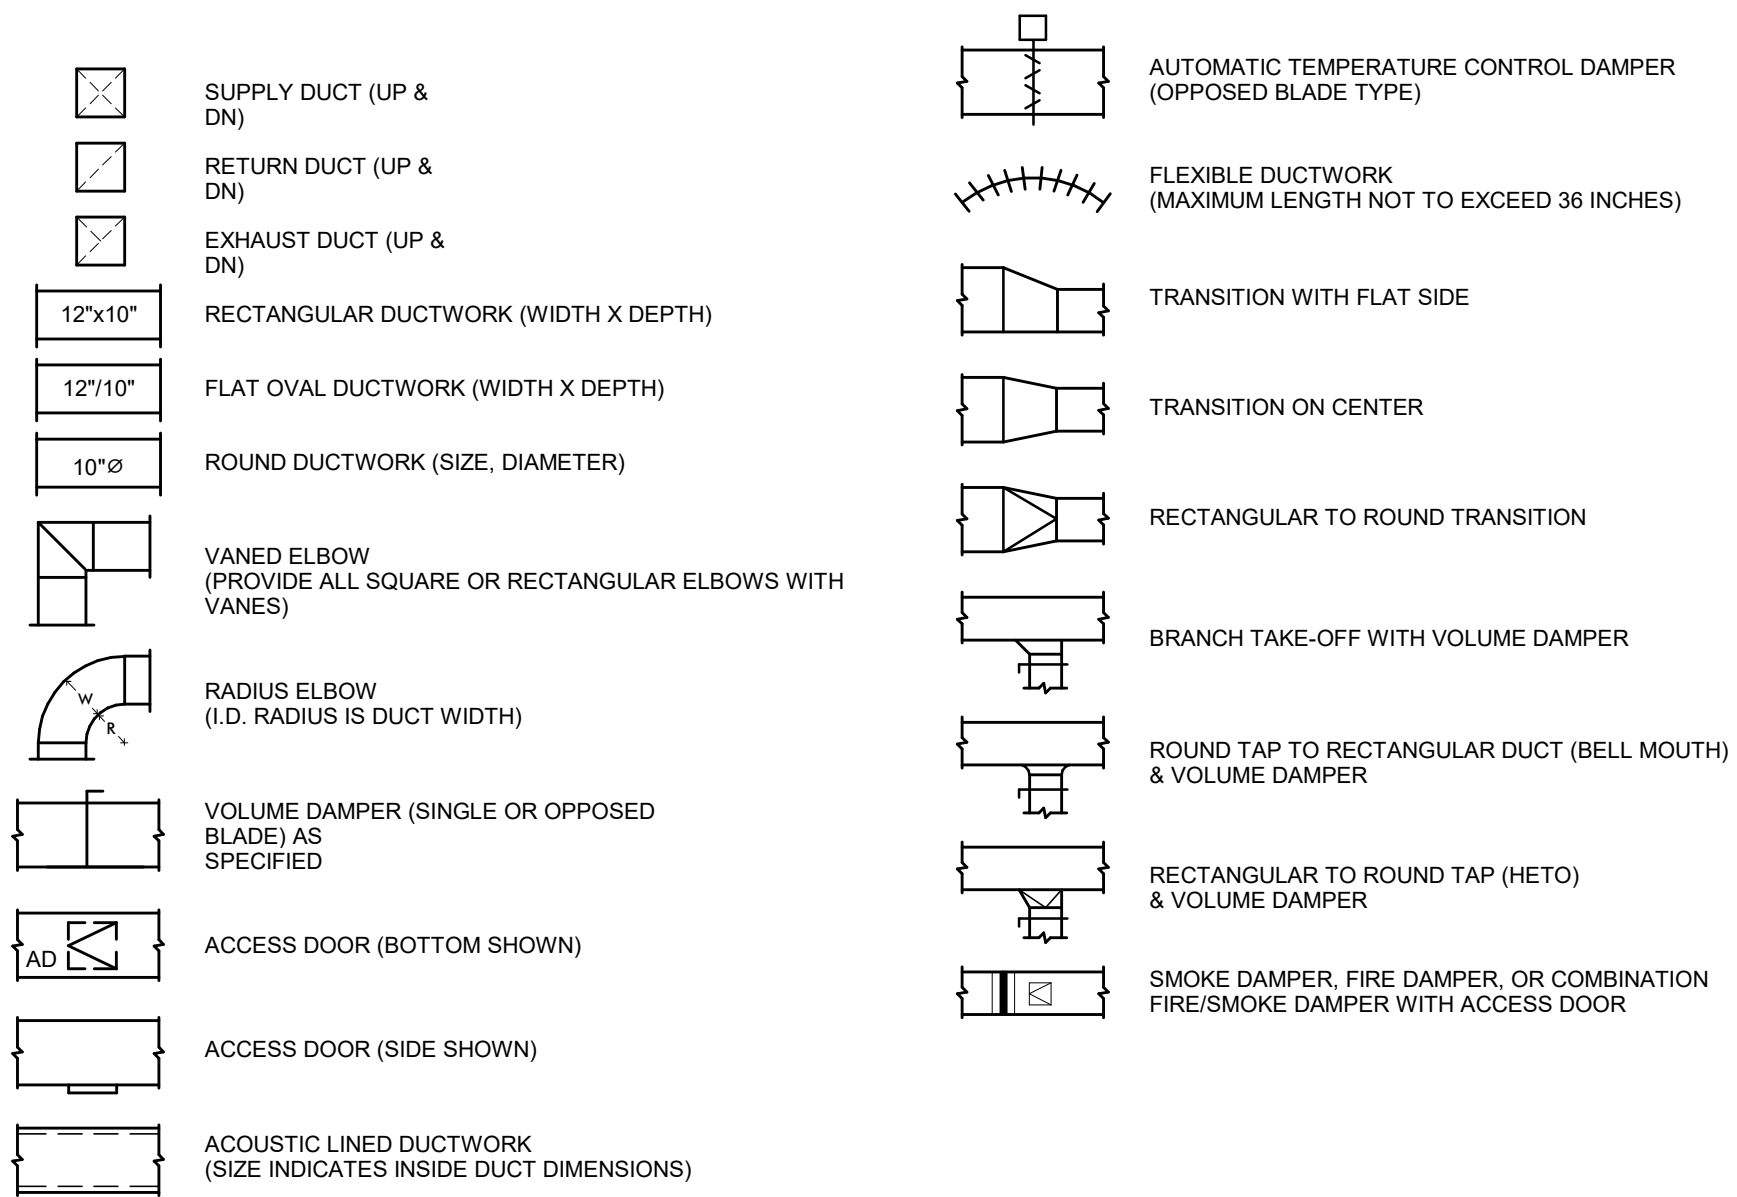 SUPPLY DUCT (UP &
DN)
RETURN DUCT (UP &
DN)
EXHAUST DUCT (UP &
DN)
12"x10"
RECTANGULAR DUCTWORK (WIDTH X DEPTH)
12"/10"
FLAT OVAL DUCTWORK (WIDTH X DEPTH)
10"Ø
ROUND DUCTWORK (SIZE, DIAMETER)
VANED ELBOW
(PROVIDE ALL SQUARE OR RECTANGULAR ELBOWS WITH
VANES)
W
R
RADIUS ELBOW
(I.D. RADIUS IS DUCT WIDTH)
VOLUME DAMPER (SINGLE OR OPPOSED
BLADE) AS
SPECIFIED
AD
ACCESS DOOR (BOTTOM SHOWN)
ACCESS DOOR (SIDE SHOWN)
ACOUSTIC LINED DUCTWORK
(SIZE INDICATES INSIDE DUCT DIMENSIONS)
AUTOMATIC TEMPERATURE CONTROL DAMPER
(OPPOSED BLADE TYPE)
FLEXIBLE DUCTWORK
(MAXIMUM LENGTH NOT TO EXCEED 36 INCHES)
TRANSITION WITH FLAT SIDE
TRANSITION ON CENTER
RECTANGULAR TO ROUND TRANSITION
BRANCH TAKE-OFF WITH VOLUME DAMPER
ROUND TAP TO RECTANGULAR DUCT (BELL MOUTH)
& VOLUME DAMPER
RECTANGULAR TO ROUND TAP (HETO)
& VOLUME DAMPER
SMOKE DAMPER, FIRE DAMPER, OR COMBINATION
FIRE/SMOKE DAMPER WITH ACCESS DOOR